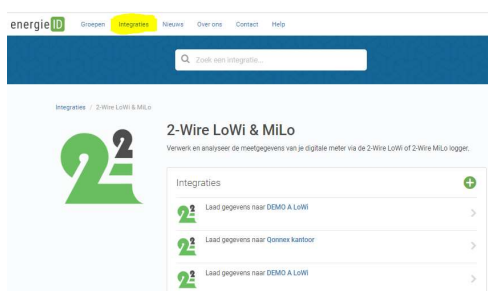 energieID Groepen Integraties Nieuws Over ons Contact Help
Zoek een integratie...
Integraties / 2-Wire LoWi & MiLo
2-Wire LoWi & MiLo
Verwerk en analyseer de meetgegevens van je digitale meter via de 2-Wire LoWi of 2-Wire MiLo logger.
Integraties
Laad gegevens naar DEMO A LoWi
Laad gegevens naar Qonnex kantoor
Laad gegevens naar DEMO A LoWi